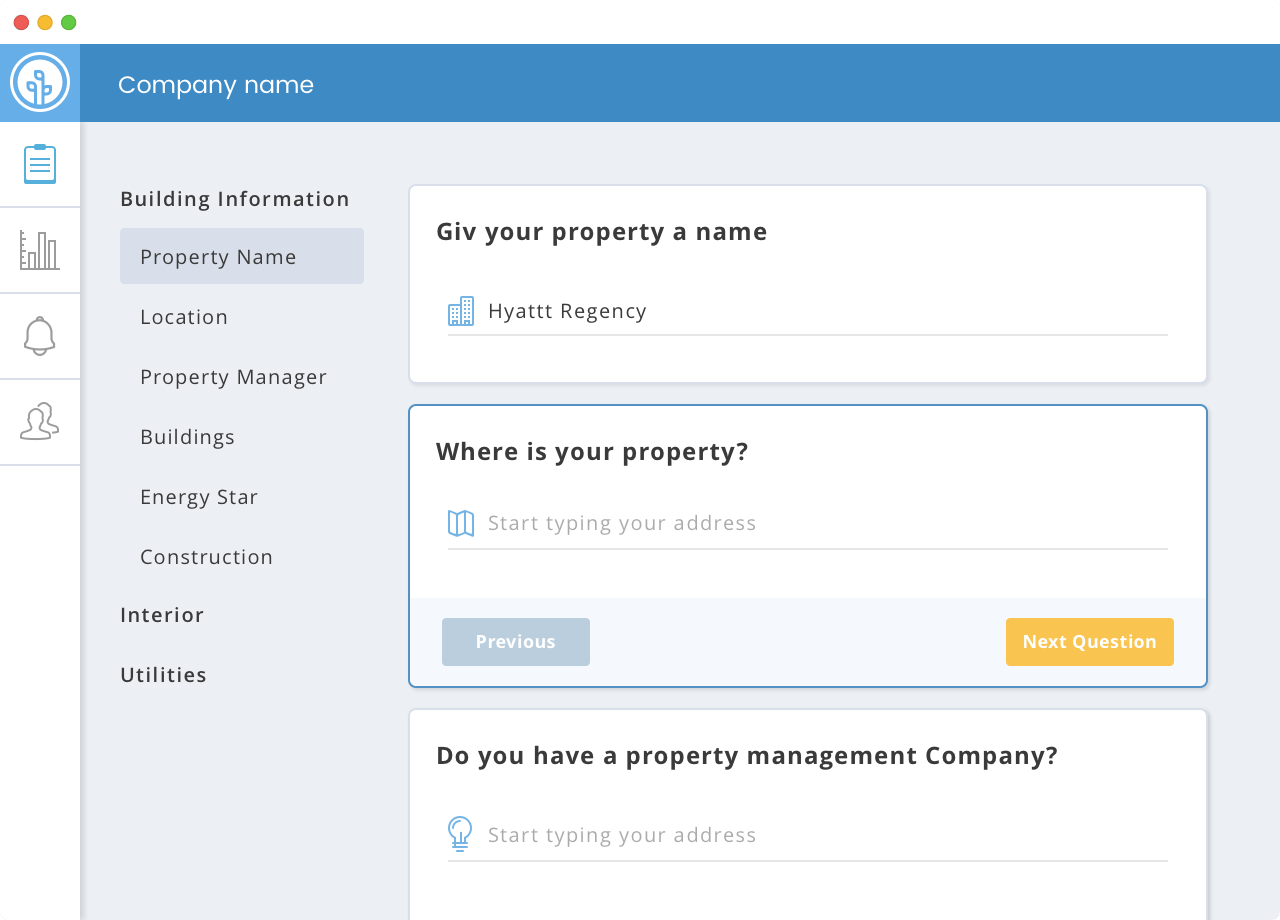 Company name
Building Information
Property Name
Location
Property Manager
Buildings
Energy Star
Construction
Interior
Utilities
Giv your property a name
Hyattt Regency
Where is your property?
Start typing your address
Previous
Next Question
Do you have a property management Company?
Start typing your address